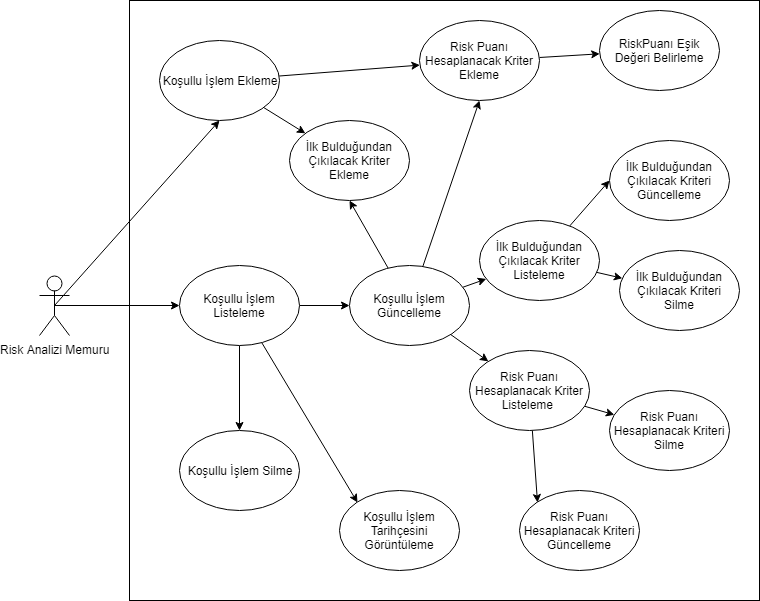 Koşullu İşlem Ekleme
Risk Puanı
Hesaplanacak Kriter
Ekleme
RiskPuanı Eşik
Değeri Belirleme
İlk Bulduğundan
Çıkılacak Kriter
Ekleme
İlk Bulduğundan
Çıkılacak Kriteri
Güncelleme
İlk Bulduğundan
Çıkılacak Kriter
Listeleme
İlk Bulduğundan
Çıkılacak Kriteri
Silme
Risk Analizi Memuru
Koşullu İşlem
Listeleme
Koşullu İşlem
Güncelleme
Risk Puanı
Hesaplanacak Kriter
Listeleme
Risk Puanı
Hesaplanacak Kriteri
Silme
Koşullu İşlem Silme
Koşullu İşlem
Tarihçesini
Görüntüleme
Risk Puanı
Hesaplanacak Kriteri
Güncelleme